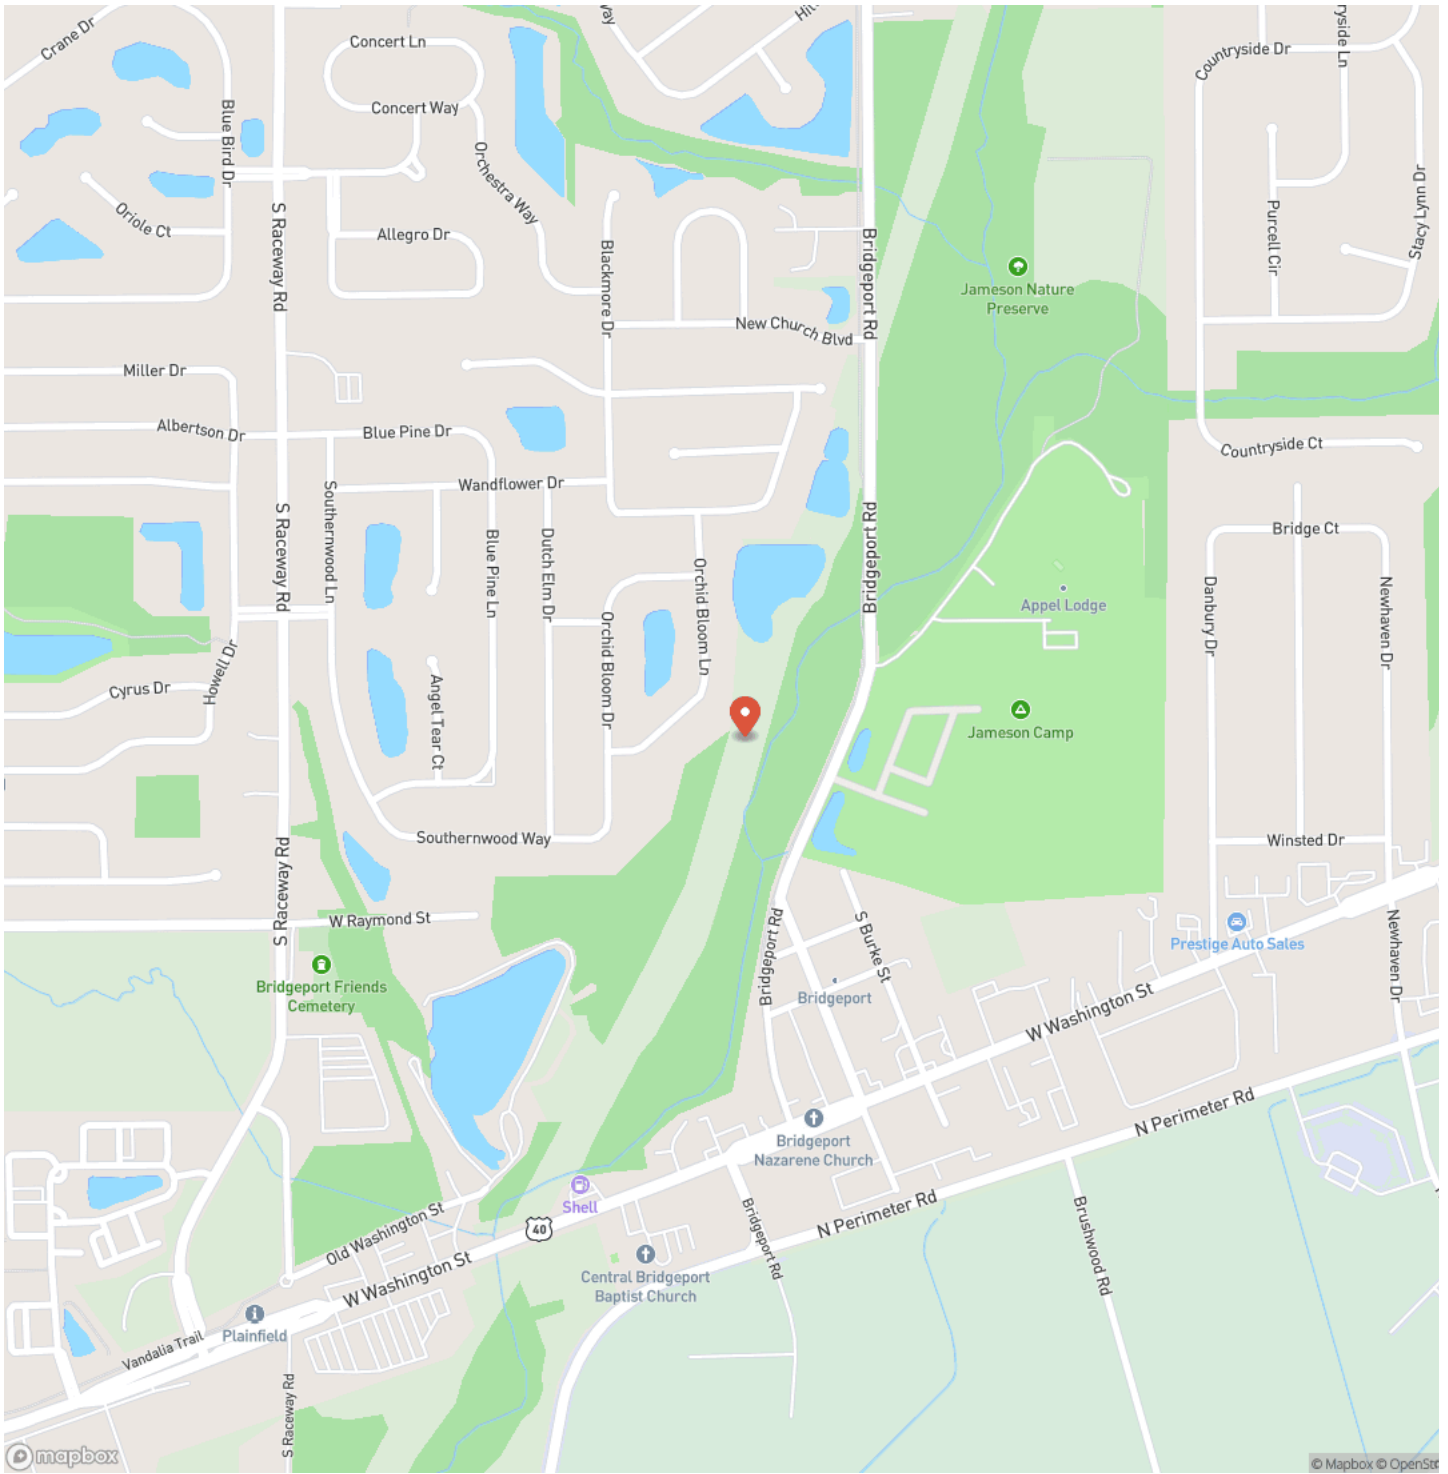 Crane Dr
Concert Ln
Concert Way
way
Countryside Dr
ryside Ln
Blue Bird Dr
Orchestra Way
Oriole Ct
S Raceway Rd
Allegro Dr
Blackmore Dr
Bridgeport Rd
Jameson Nature
Preserve
Purcell Cir
Stacy Lynn Dr
New Church Blvd
Miller Dr
Albertson Dr
Blue Pine Dr
Countryside Ct
Wandflower Dr
S Raceway Rd
Southernwood Ln
Blue Pine Ln
Dutch Elm Dr
Orchid Bloom Ln
Bridgeport Rd
Bridge Ct
Appel Lodge
Danbury Dr
Newhaven Dr
Orchid Bloom Dr
Howell Dr
Cyrus Dr
Angel Tear Ct
Jameson Camp
Southernwood Way
Winsted Dr
S Raceway Rd
W Raymond St
Bridgeport Rd
S Burke St
Prestige Auto Sales
Newhaven Dr
Bridgeport Friends
Cemetery
Bridgeport
W Washington St
N Perimeter Rd
Bridgeport
Nazarene Church
Shell
Old Washington St
40
N Perimeter Rd
Bridgeport Rd
Brushwood Rd
W Washington St
Central Bridgeport
Baptist Church
Plainfield
Vandalia Trail
S Raceway Rd
mapbox
© Mapbox © OpenSt